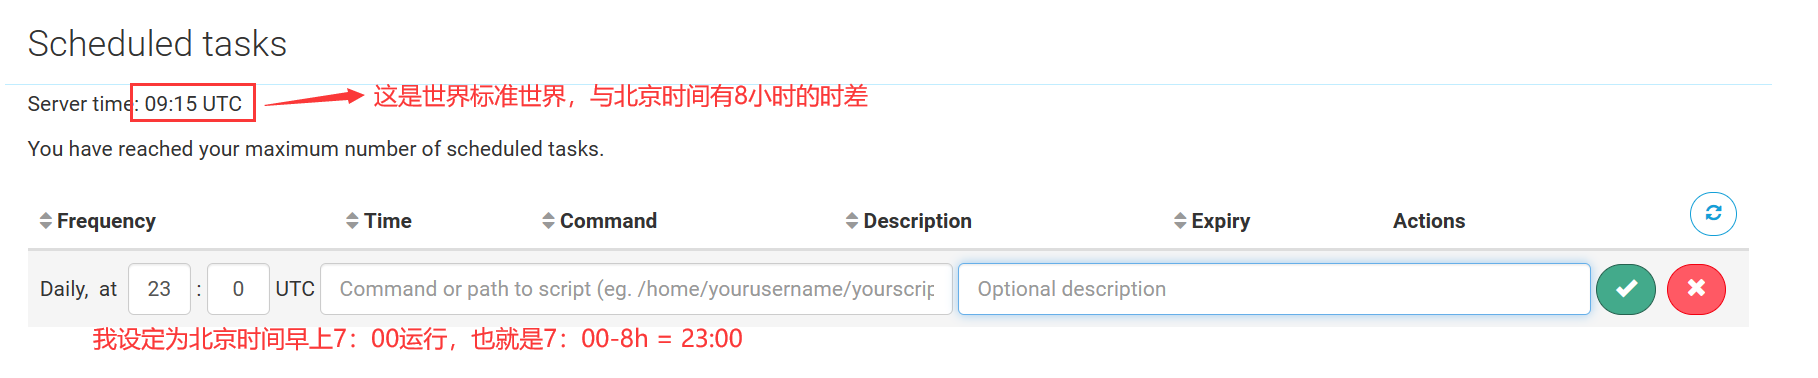 Scheduled tasks
Server time: 09:15 UTC
这是世界标准世界，与北京时间有8小时的时差
You have reached your maximum number of scheduled tasks.
Frequency Time Command Description Expiry Actions
Daily, at 23 : 0 UTC Command or path to script (eg. /home/yourusername/yourscrip Optional description
我设定为北京时间早上7：00运行，也就是7：00-8h = 23:00